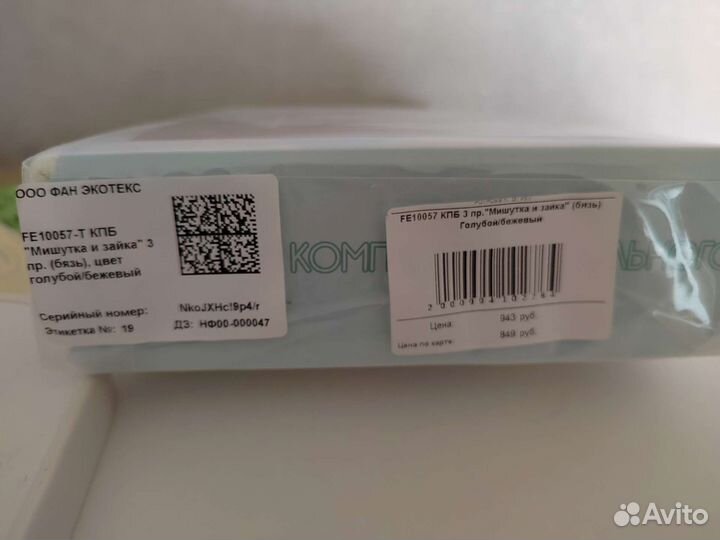 ООО ФАН ЭКОТЕКС
FE10057-Т КПБ
"Мишутка и зайка" 3
пр. (бязь), цвет
голубой/бежевый
Серийный номер: NkoJXHc!9p4/r
Этикетка №: 19 ДЗ: НФ00-000047
КОМП
ЛЬНОГО
FE10057 КПБ 3 пр."Мишутка и зайка" (бязь)
Голубой/бежевый
Цена: 943 руб.
Цена по карте: 849 руб.
Avito